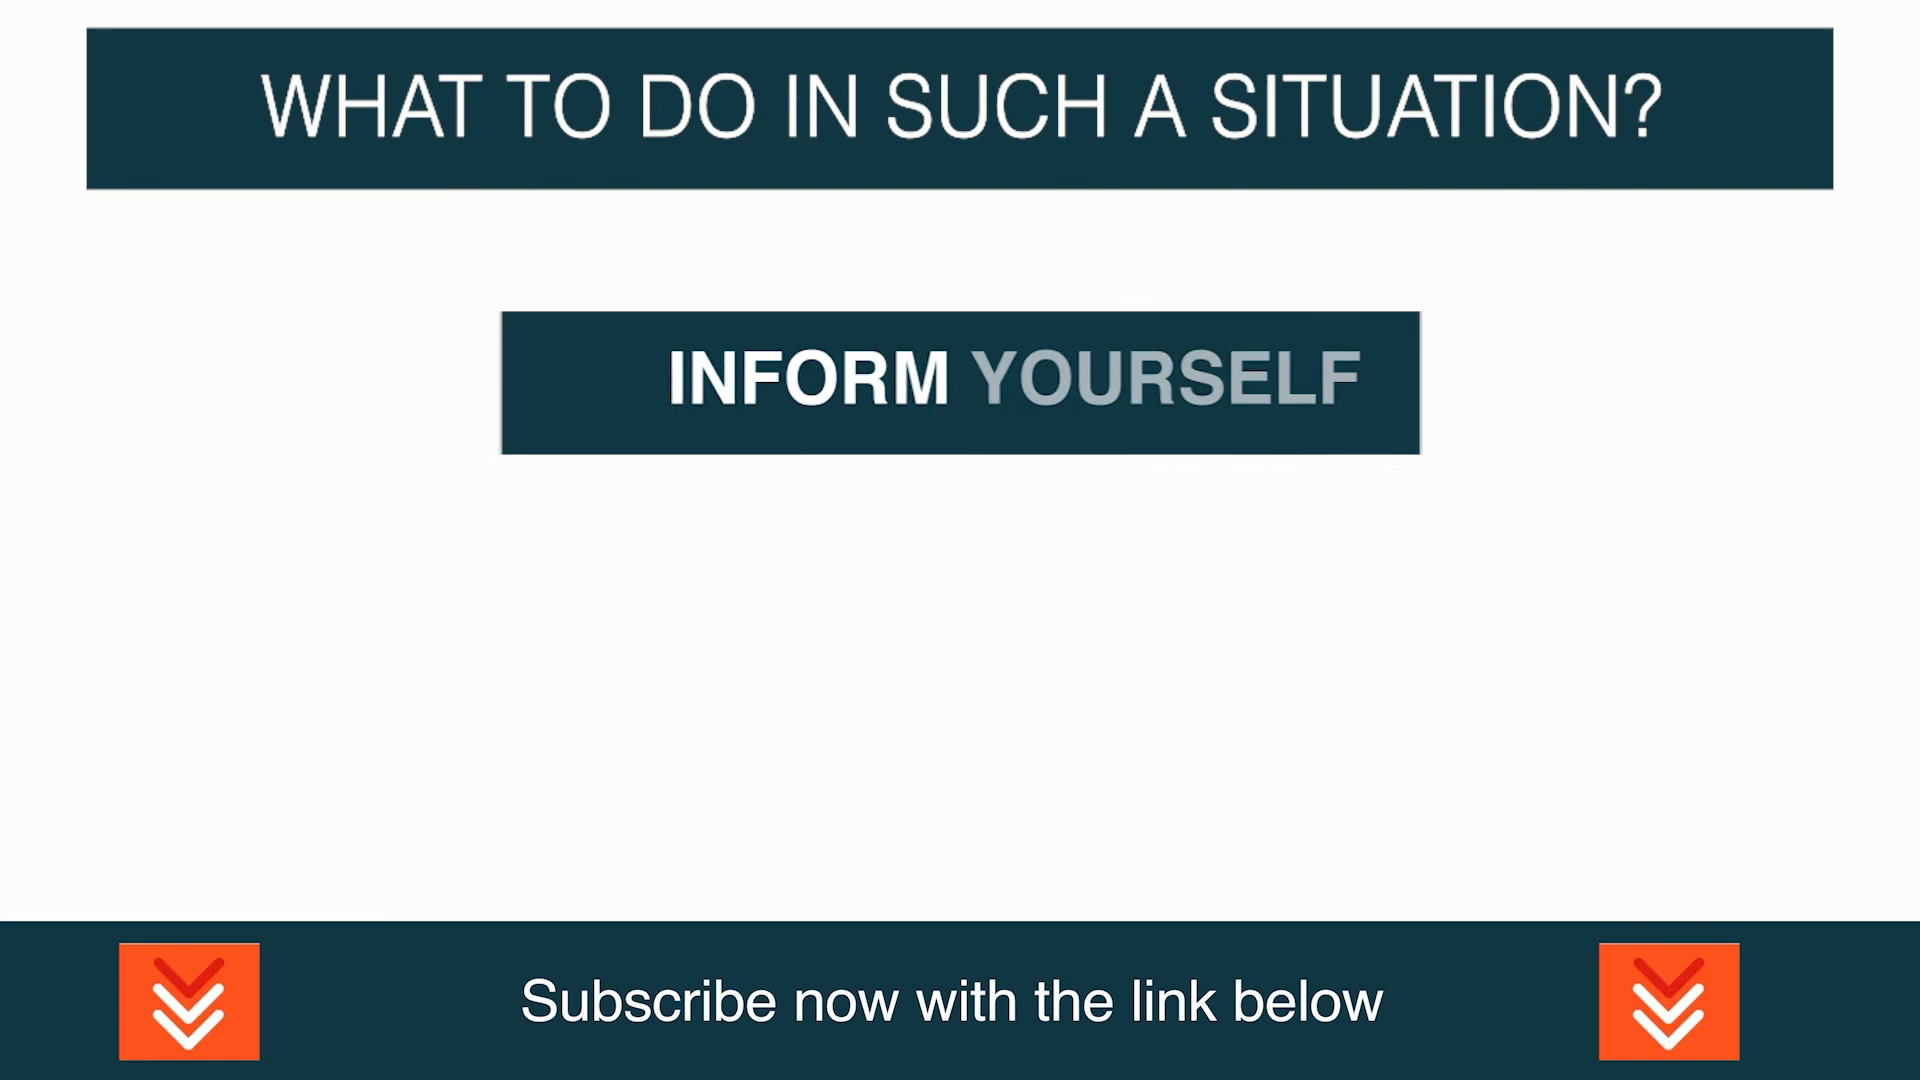 WHAT TO DO IN SUCH A SITUATION?
INFORM YOURSELF
Subscribe now with the link below